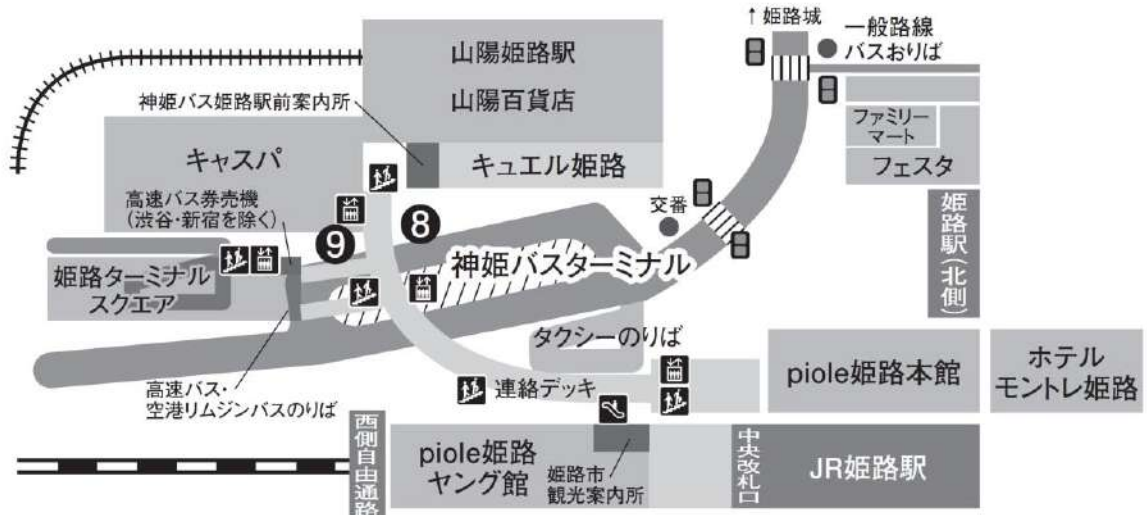 ↑姫路城
一般路線
バスおりば
山陽姫路駅
山陽百貨店
神姫バス姫路駅前案内所
ファミリー
マート
フェスタ
キャスパ
キュエル姫路
高速バス券売機
(渋谷・新宿を除く)
交番
姫路駅(北側)
9
8
神姫バスターミナル
姫路ターミナル
スクエア
タクシーのりば
piole姫路本館
ホテル
モントレ姫路
高速バス・
空港リムジンバスのりば
連絡デッキ
西側自由通路
piole姫路
ヤング館
姫路市
観光案内所
中央改札口
JR姫路駅